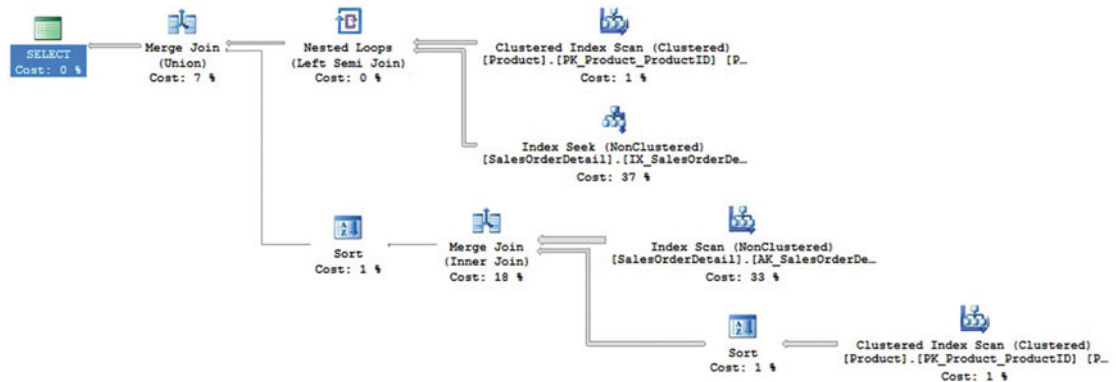 SELECT
Cost: 0 %
Merge Join
(Union)
Cost: 7 %
Nested Loops
(Left Semi Join)
Cost: 0 %
Clustered Index Scan (Clustered)
[Product].[PK_Product_ProductID] [P…
Cost: 1 %
Index Seek (NonClustered)
[SalesOrderDetail].[IX_SalesOrderDe…
Cost: 37 %
Sort
Cost: 1 %
Merge Join
(Inner Join)
Cost: 18 %
Index Scan (NonClustered)
[SalesOrderDetail].[AK_SalesOrderDe…
Cost: 33 %
Sort
Cost: 1 %
Clustered Index Scan (Clustered)
[Product].[PK_Product_ProductID] [P…
Cost: 1 %